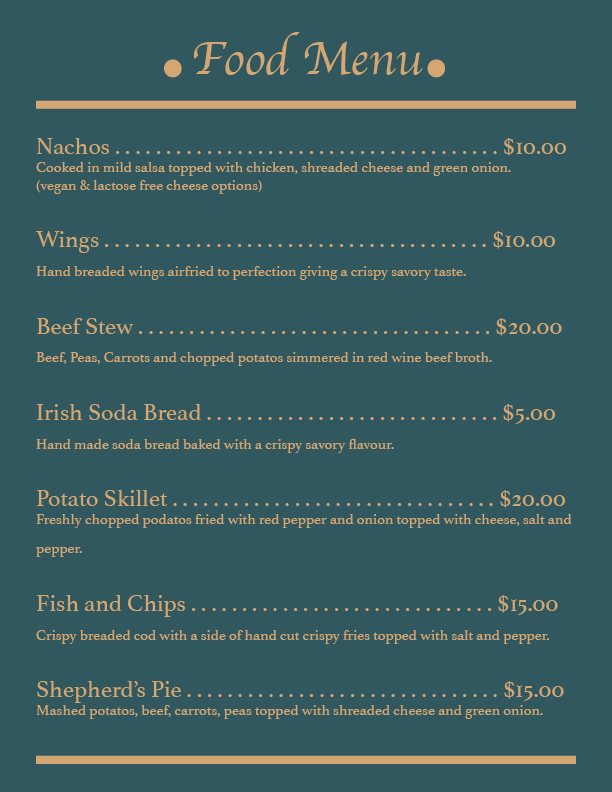 Food Menu
Nachos . . . . . . . . . . . . . . . . . . . . . . . . . . . . . . . . . . . . . . $10.00
Cooked in mild salsa topped with chicken, shreaded cheese and green onion.
(vegan & lactose free cheese options)
Wings . . . . . . . . . . . . . . . . . . . . . . . . . . . . . . . . . . . . . . $10.00
Hand breaded wings airfried to perfection giving a crispy savory taste.
Beef Stew . . . . . . . . . . . . . . . . . . . . . . . . . . . . . . . . . . . $20.00
Beef, Peas, Carrots and chopped potatos simmered in red wine beef broth.
Irish Soda Bread . . . . . . . . . . . . . . . . . . . . . . . . . . . . . $5.00
Hand made soda bread baked with a crispy savory flavour.
Potato Skillet . . . . . . . . . . . . . . . . . . . . . . . . . . . . . . . . $20.00
Freshly chopped podatos fried with red pepper and onion topped with cheese, salt and
pepper.
Fish and Chips . . . . . . . . . . . . . . . . . . . . . . . . . . . . . . $15.00
Crispy breaded cod with a side of hand cut crispy fries topped with salt and pepper.
Shepherd’s Pie . . . . . . . . . . . . . . . . . . . . . . . . . . . . . . . $15.00
Mashed potatos, beef, carrots, peas topped with shreaded cheese and green onion.